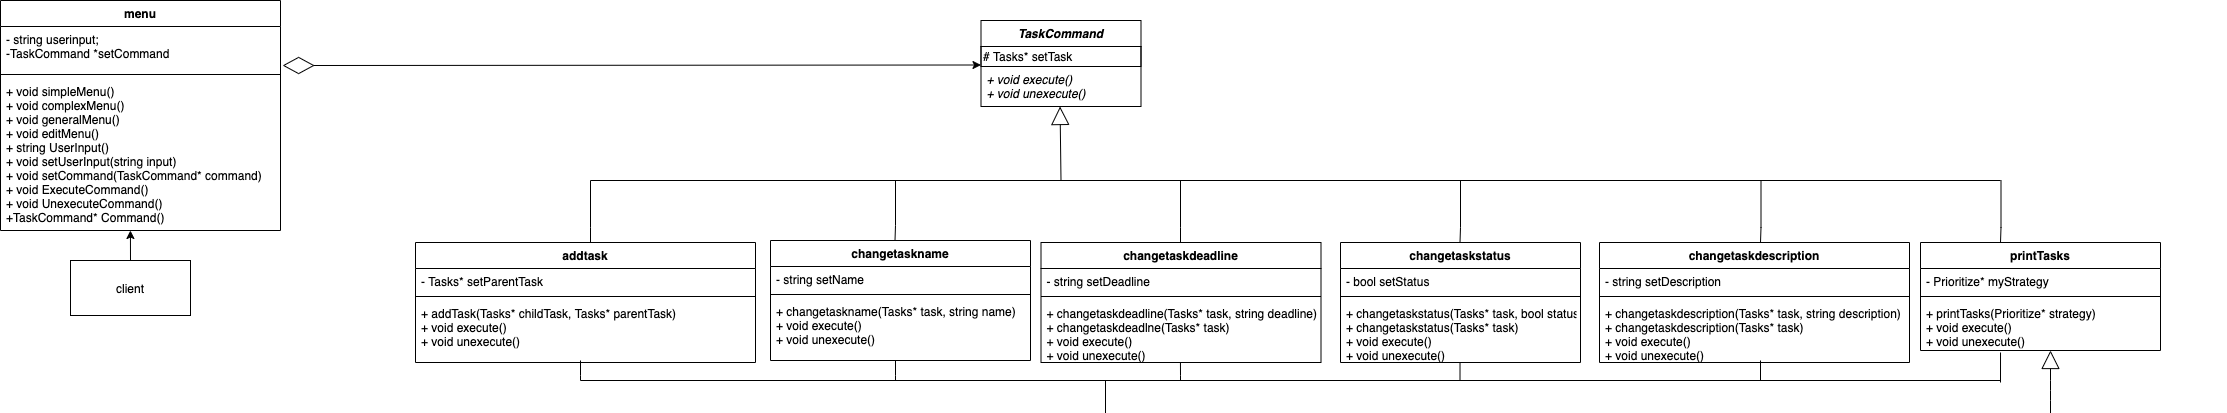 menu
- string userinput;
-TaskCommand *setCommand
+ void simpleMenu()
+ void complexMenu()
+ void generalMenu()
+ void editMenu()
+ string UserInput()
+ void setUserInput(string input)
+ void setCommand(TaskCommand* command)
+ void ExecuteCommand()
+ void UnexecuteCommand()
+TaskCommand* Command()
client
TaskCommand
# Tasks* setTask
+ void execute()
+ void unexecute()
addtask
- Tasks* setParentTask
+ addTask(Tasks* childTask, Tasks* parentTask)
+ void execute()
+ void unexecute()
changetaskname
- string setName
+ changetaskname(Tasks* task, string name)
+ void execute()
+ void unexecute()
changetaskdeadline
- string setDeadline
+ changetaskdeadline(Tasks* task, string deadline)
+ changetaskdeadlne(Tasks* task)
+ void execute()
+ void unexecute()
changetaskstatus
- bool setStatus
+ changetaskstatus(Tasks* task, bool status
+ changetaskstatus(Tasks* task)
+ void execute()
+ void unexecute()
changetaskdescription
- string setDescription
+ changetaskdescription(Tasks* task, string description)
+ changetaskdescription(Tasks* task)
+ void execute()
+ void unexecute()
printTasks
- Prioritize* myStrategy
+ printTasks(Prioritize* strategy)
+ void execute()
+ void unexecute()